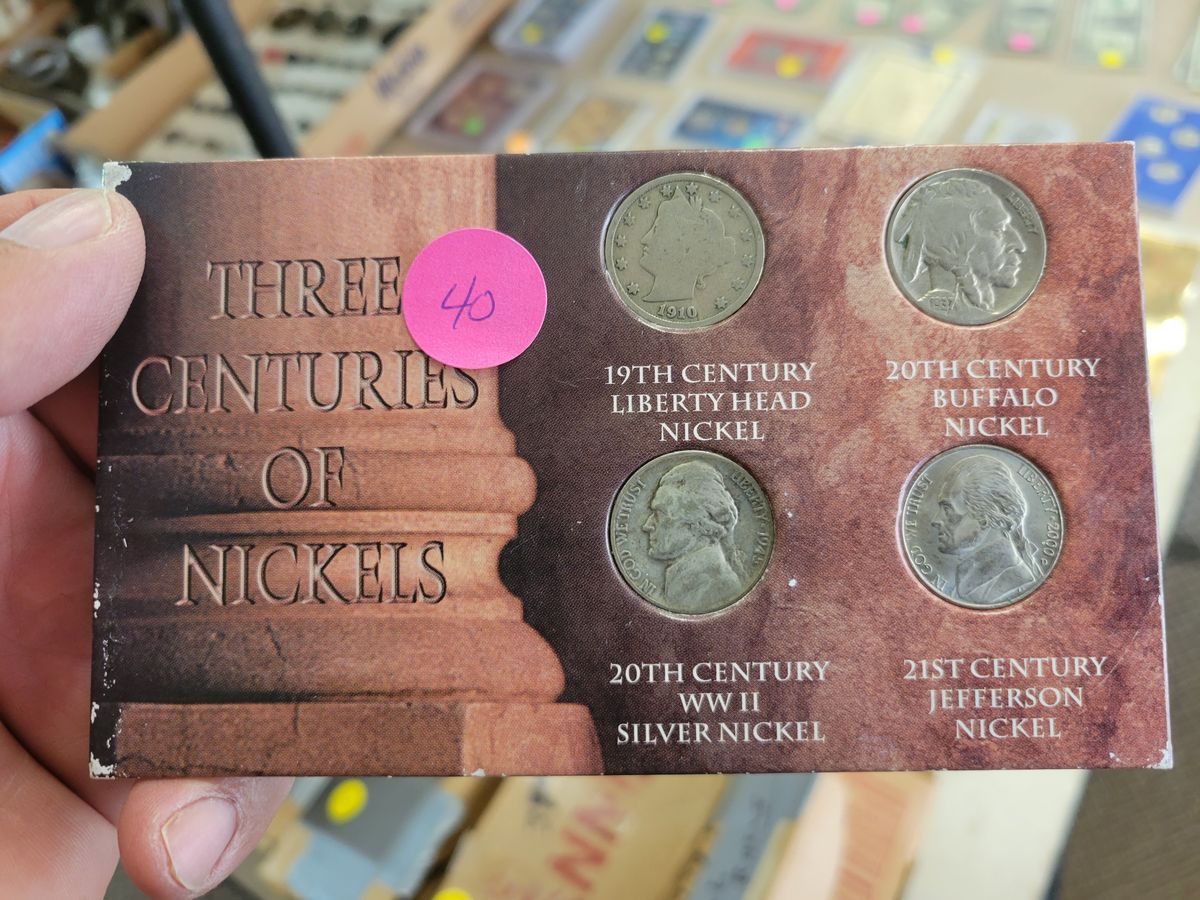 THREE
CENTURIES
OF
NICKELS
40
1910
19TH CENTURY
LIBERTY HEAD
NICKEL
LIBERTY
1937
20TH CENTURY
BUFFALO
NICKEL
IN GOD WE TRUST
LIBERTY
20TH CENTURY
WW II
SILVER NICKEL
IN GOD WE TRUST
LIBERTY 2000
21ST CENTURY
JEFFERSON
NICKEL